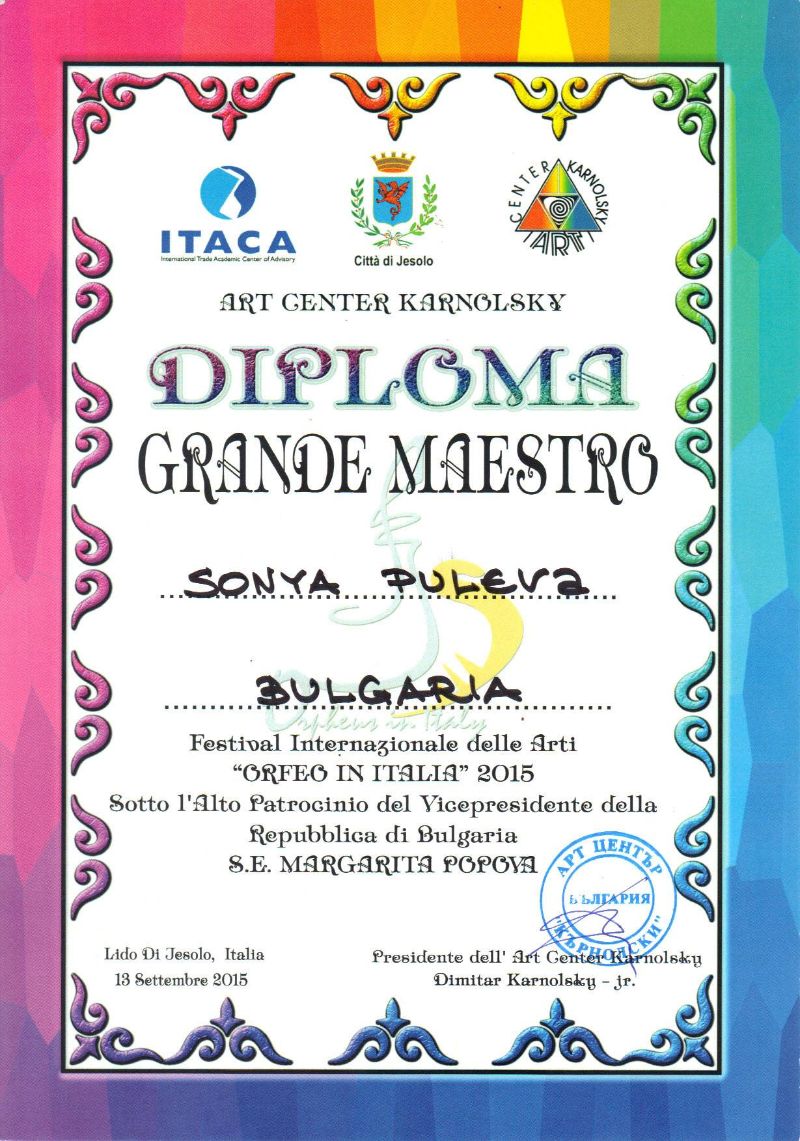 ITACA
International Trade Academic Center of Advisory
Città di Jesolo
CENTER KARNOLSKY
ART
ART CENTER KARNOLSKY
DIPLOMA
GRANDE MAESTRO
SONYA PULEVA
BULGARIA
Orpheus in Italy
Festival Internazionale delle Arti
“ORFEO IN ITALIA” 2015
Sotto l'Alto Patrocinio del Vicepresidente della
Repubblica di Bulgaria
S.E. MARGARITA POPOVA
АРТ ЦЕНТЪР
БЪЛГАРИЯ
"КЪРНОЛСКИ"
Lido Di Jesolo, Italia
13 Settembre 2015
Presidente dell' Art Center Karnolsky
Dimitar Karnolsky - jr.